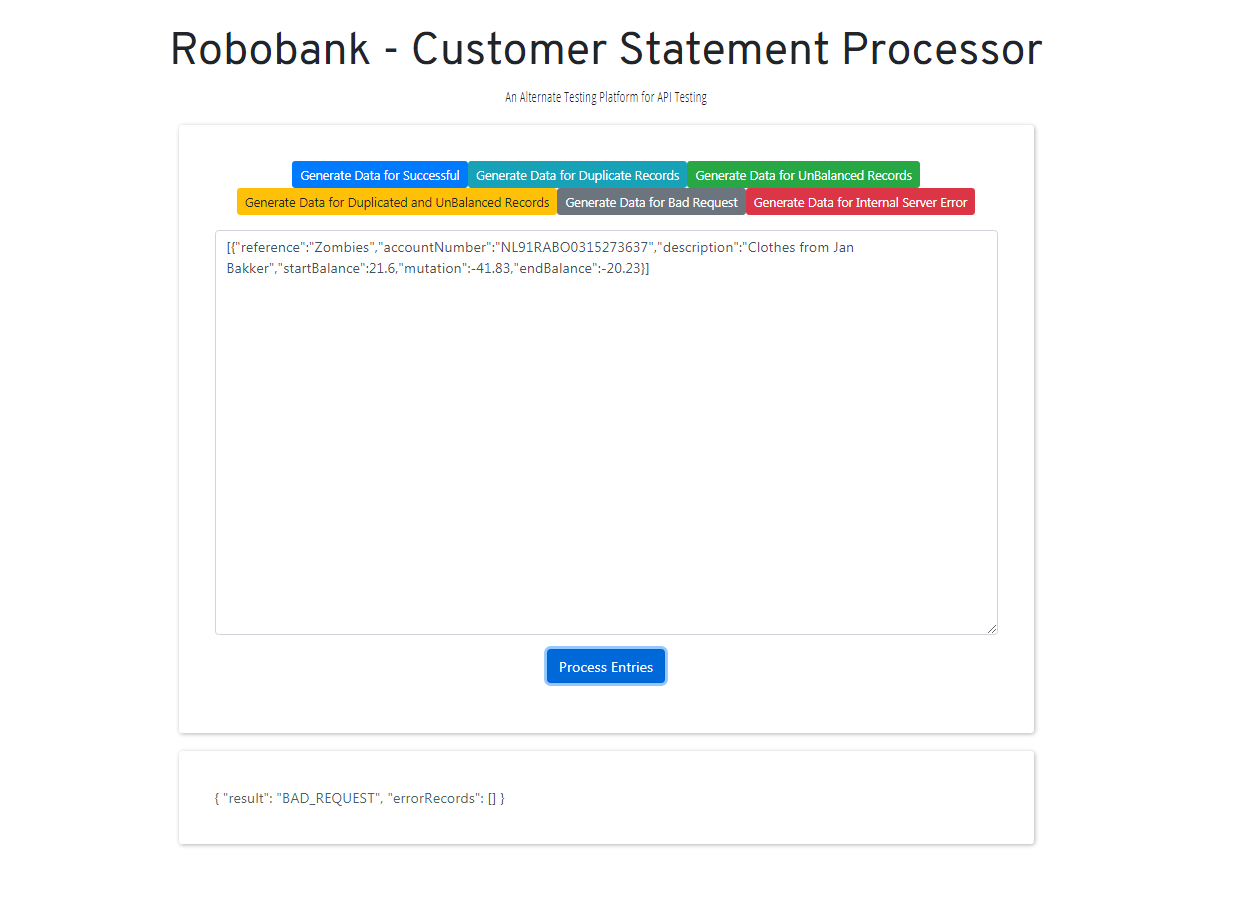 Robobank - Customer Statement Processor
An Alternate Testing Platform for API Testing
Generate Data for Successful Generate Data for Duplicate Records Generate Data for UnBalanced Records
Generate Data for Duplicated and UnBalanced Records Generate Data for Bad Request Generate Data for Internal Server Error
[{"reference":"Zombies","accountNumber":"NL91RABO0315273637","description":"Clothes from Jan
Bakker","startBalance":21.6,"mutation":-41.83,"endBalance":-20.23}]
Process Entries
{ "result": "BAD_REQUEST", "errorRecords": [] }